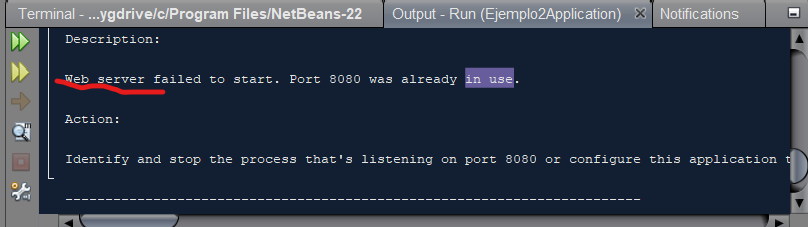 Terminal - ...ygdrive/c/Program Files/NetBeans-22
Output - Run (Ejemplo2Application)
Notifications
Description:
Web server failed to start. Port 8080 was already in use.
Action:
Identify and stop the process that's listening on port 8080 or configure this application t
--------------------------------------------------------------------------------